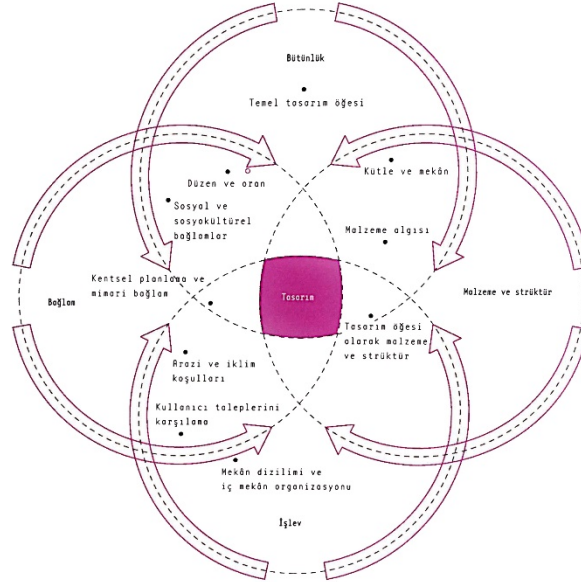 Bütünlük
Temel tasarım öğesi
Kütle ve mekân
Düzen ve oran
Sosyal ve
sosyokültürel
bağlamlar
Malzeme algısı
Kentsel planlama ve
mimari bağlam
Bağlam
Tasarım
Malzeme ve strüktür
Tasarım öğesi
olarak malzeme
ve strüktür
Arazi ve iklim
koşulları
Kullanıcı taleplerini
karşılama
Mekân dizilimi ve
iç mekân organizasyonu
İşlev